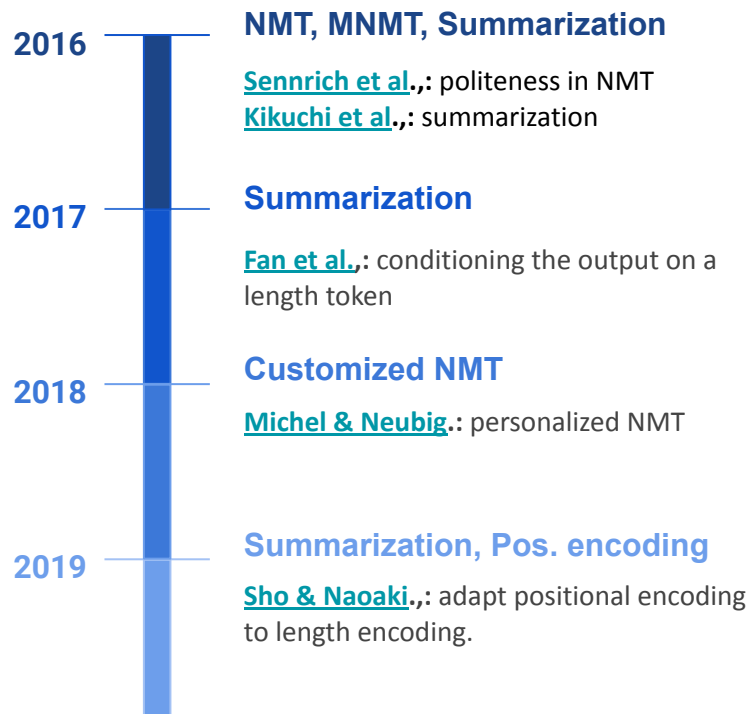 2016
NMT, MNMT, Summarization
Sennrich et al.,: politeness in NMT
Kikuchi et al.,: summarization
2017
Summarization
Fan et al.,: conditioning the output on a
length token
2018
Customized NMT
Michel & Neubig.: personalized NMT
2019
Summarization, Pos. encoding
Sho & Naoaki.,: adapt positional encoding
to length encoding.